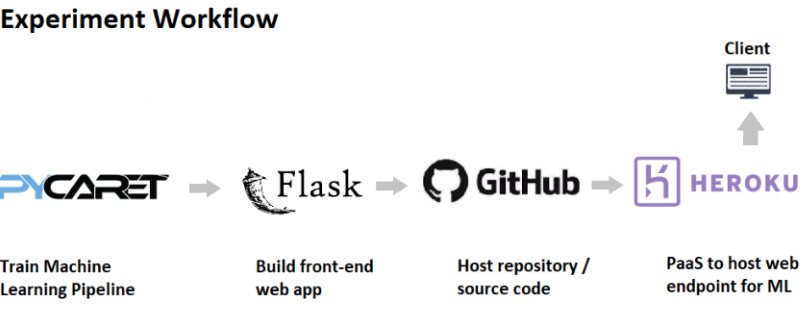 Experiment Workflow
Client
PYCARET
Flask
GitHub
HEROKU
Train Machine
Learning Pipeline
Build front-end
web app
Host repository /
source code
PaaS to host web
endpoint for ML